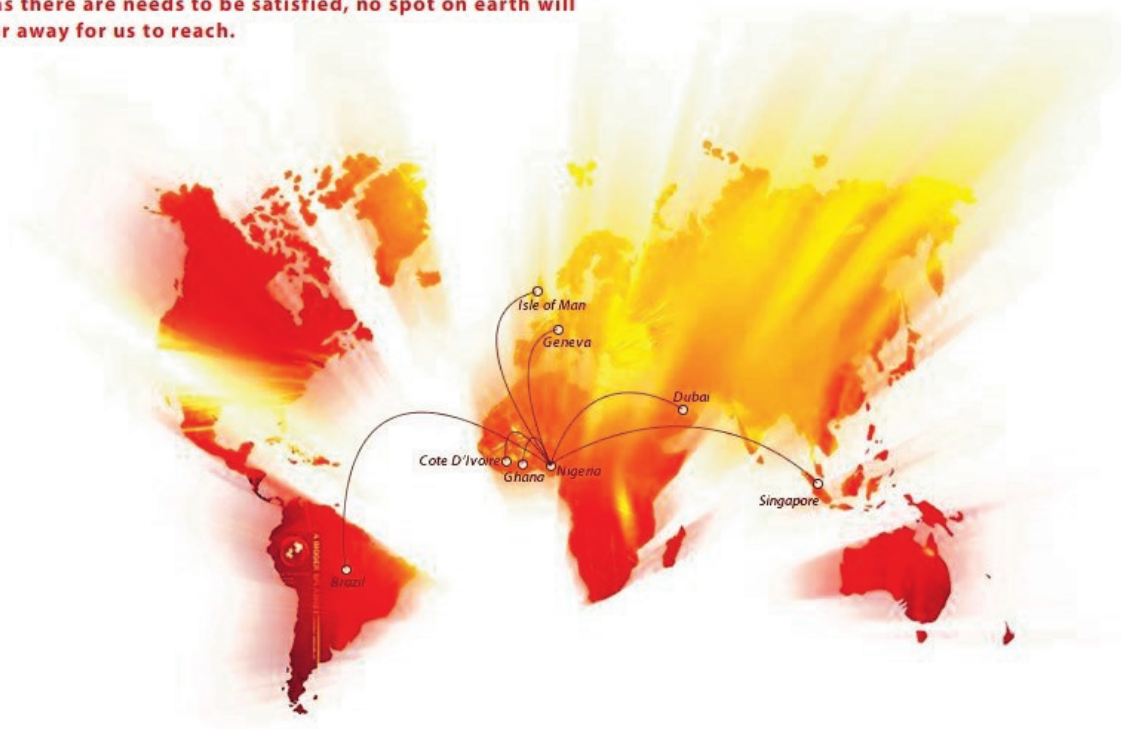 as there are needs to be satisfied, no spot on earth will
r away for us to reach.
Isle of Man
Geneva
Dubai
Cote D'Ivoire
Ghana
Nigeria
Singapore
Brazil